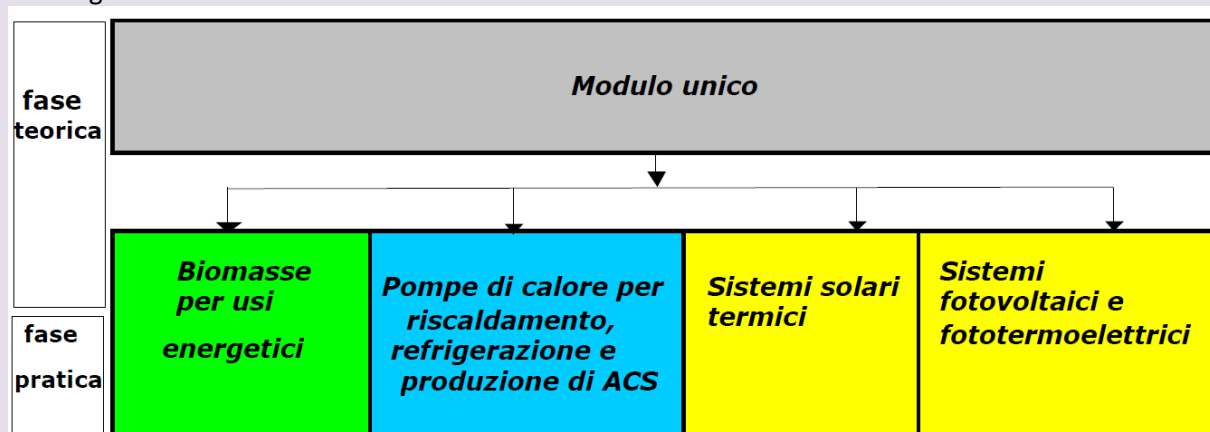 fase
teorica
Modulo unico
Biomasse
per usi
energetici
Pompe di calore per
riscaldamento,
refrigerazione e
produzione di ACS
Sistemi solari
termici
Sistemi
fotovoltaici e
fototermoelettrici
fase
pratica